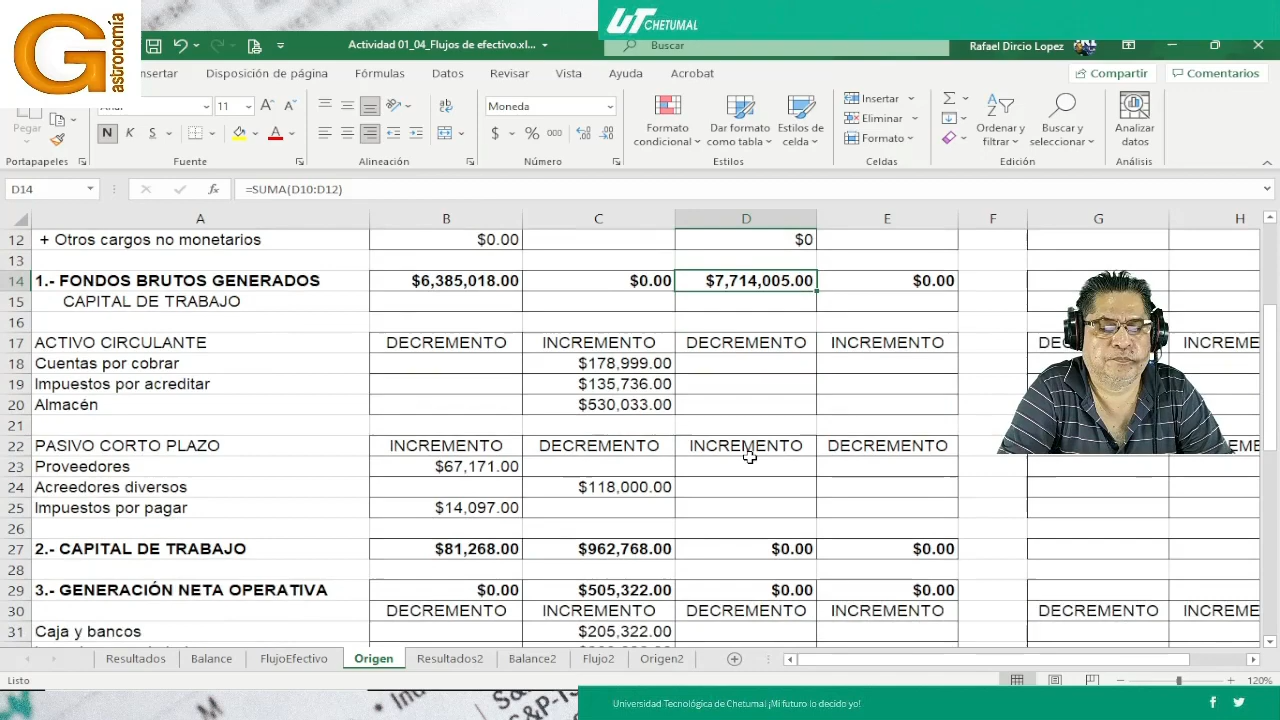 G
astronomía
UT CHETUMAL
Actividad 01_04_Flujos de efectivo.xl...
Buscar
Rafael Dircio Lopez
nsertar Disposición de página Fórmulas Datos Revisar Vista Ayuda Acrobat Compartir Comentarios
Pegar
11
N K S
Moneda
$ % 000
Formato condicional
Dar formato como tabla
Estilos de celda
Insertar
Eliminar
Formato
Ordenar y filtrar
Buscar y seleccionar
Analizar datos
Portapapeles Fuente Alineación Número Estilos Celdas Edición Análisis
D14 fx =SUMA(D10:D12)
A B C D E F G H
12 + Otros cargos no monetarios $0.00 $0
13
14 1.- FONDOS BRUTOS GENERADOS $6,385,018.00 $0.00 $7,714,005.00 $0.00
15 CAPITAL DE TRABAJO
16
17 ACTIVO CIRCULANTE DECREMENTO INCREMENTO DECREMENTO INCREMENTO INCREME
18 Cuentas por cobrar $178,999.00
19 Impuestos por acreditar $135,736.00
20 Almacén $530,033.00
21
22 PASIVO CORTO PLAZO INCREMENTO DECREMENTO INCREMENTO DECREMENTO
23 Proveedores $67,171.00
24 Acreedores diversos $118,000.00
25 Impuestos por pagar $14,097.00
26
27 2.- CAPITAL DE TRABAJO $81,268.00 $962,768.00 $0.00 $0.00
28
29 3.- GENERACIÓN NETA OPERATIVA $0.00 $505,322.00 $0.00 $0.00
30 DECREMENTO INCREMENTO DECREMENTO INCREMENTO DECREMENTO INCREME
31 Caja y bancos $205,322.00
Resultados Balance FlujoEfectivo Origen Resultados2 Balance2 Flujo2 Origen2
Listo 120%
Universidad Tecnológica de Chetumal ¡Mi futuro lo decido yo!